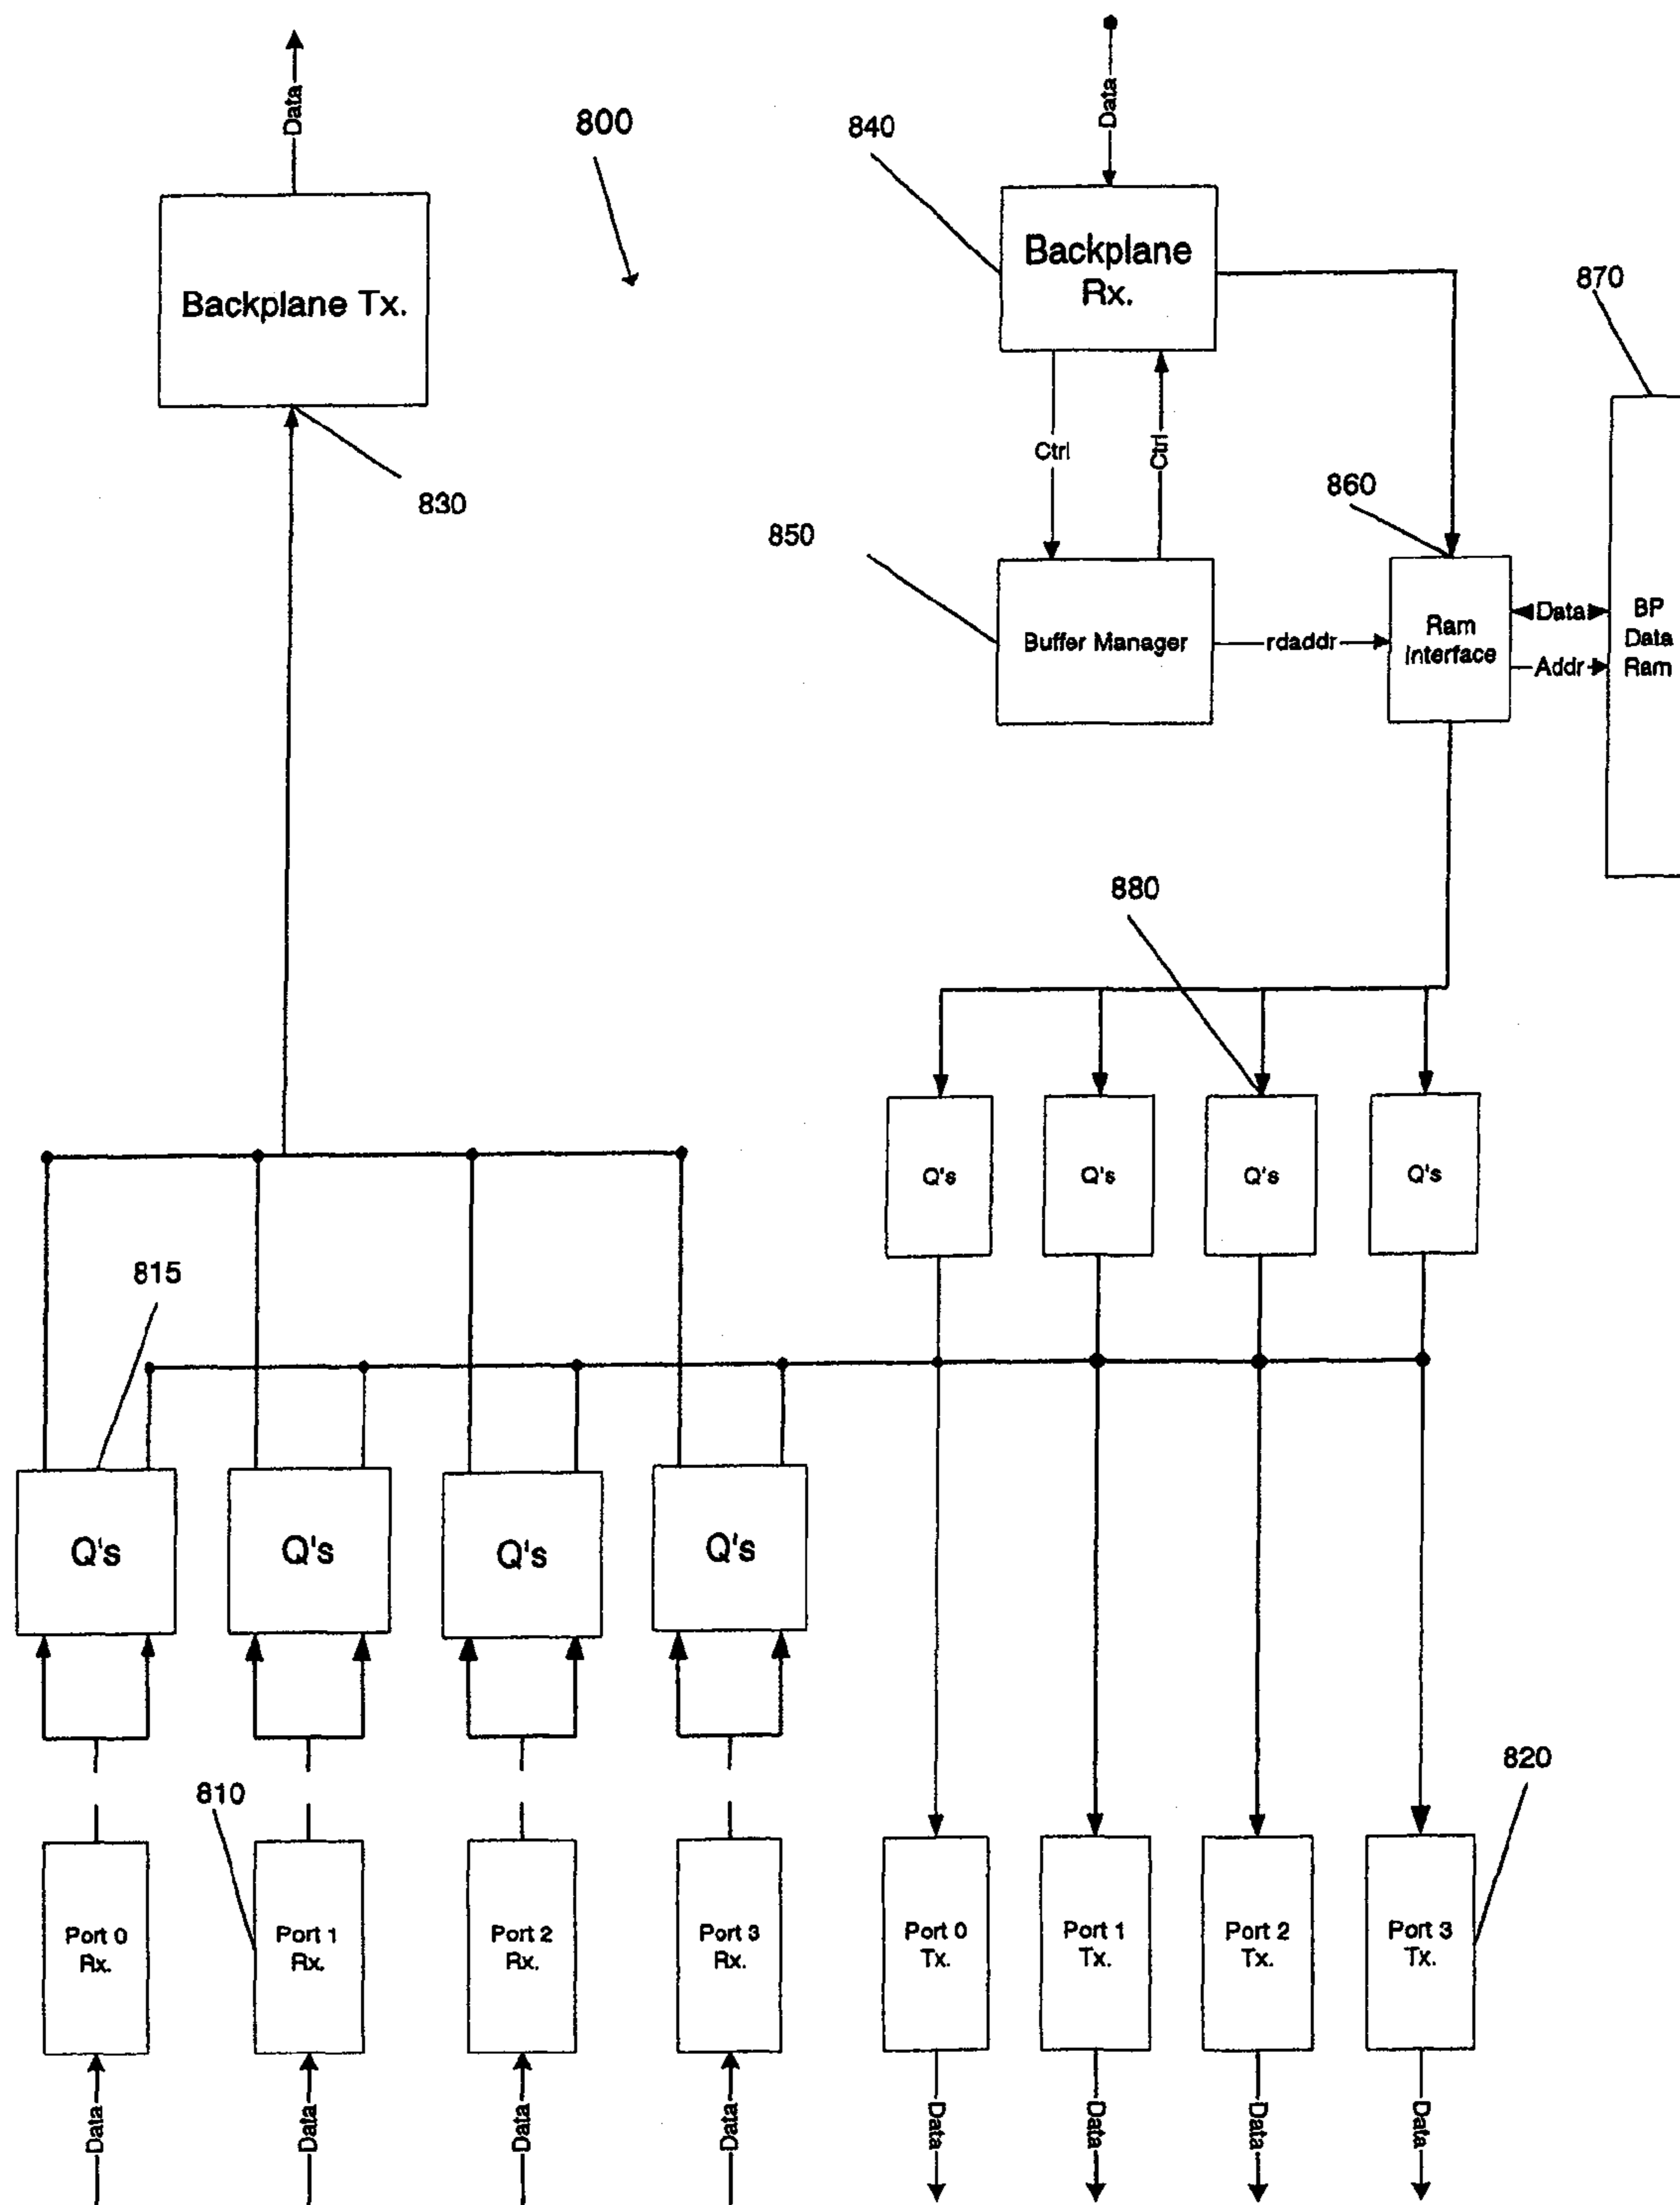 Data
Data
800
840
Backplane Tx.
Backplane
Rx.
870
830
Ctrl
Ctrl
860
850
Buffer Manager
rdaddr
Ram
Interface
Data
Addr
BP
Data
Ram
880
Q's
Q's
Q's
Q's
815
Q's
Q's
Q's
Q's
810
820
Port 0
Rx.
Port 1
Rx.
Port 2
Rx.
Port 3
Rx.
Port 0
Tx.
Port 1
Tx.
Port 2
Tx.
Port 3
Tx.
Data
Data
Data
Data
Data
Data
Data
Data